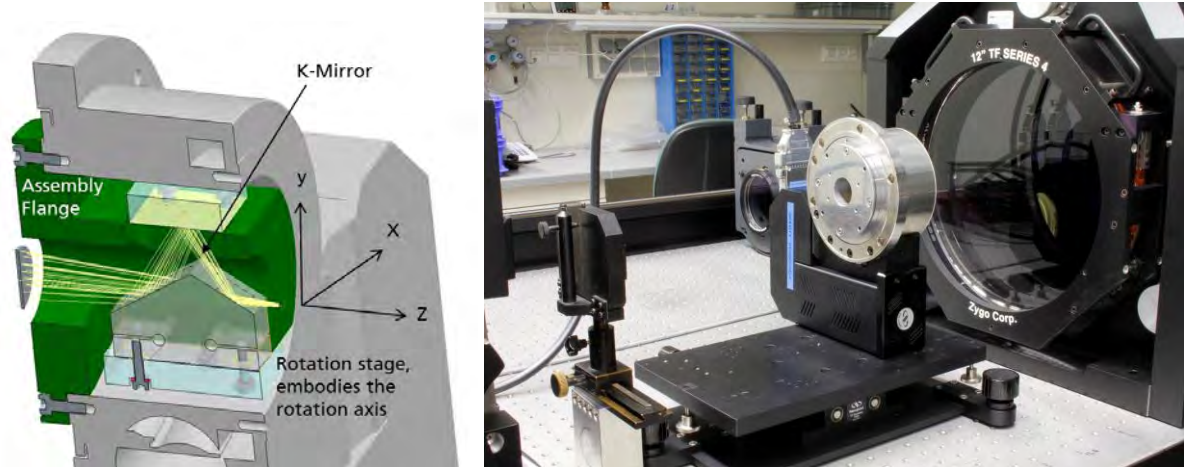 K-Mirror
Assembly
Flange
y
X
Z
Rotation stage,
embodies the
rotation axis
12" TF SERIES 4
Zygo Corp.